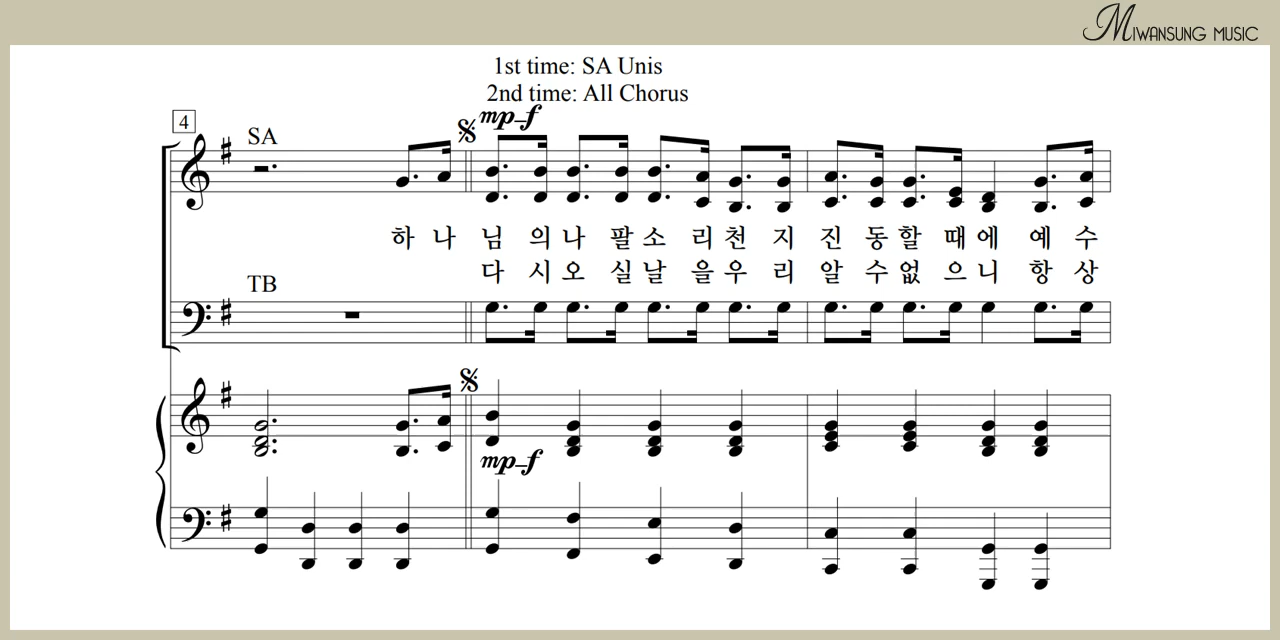 MIWANSUNG MUSIC
1st time: SA Unis
2nd time: All Chorus
mp-f
4
SA
하 나 님 의 나 팔 소 리 천 지 진 동 할 때 에 예 수
다 시 오 실 날 을 우 리 알 수 없 으 니 항 상
TB
mp-f